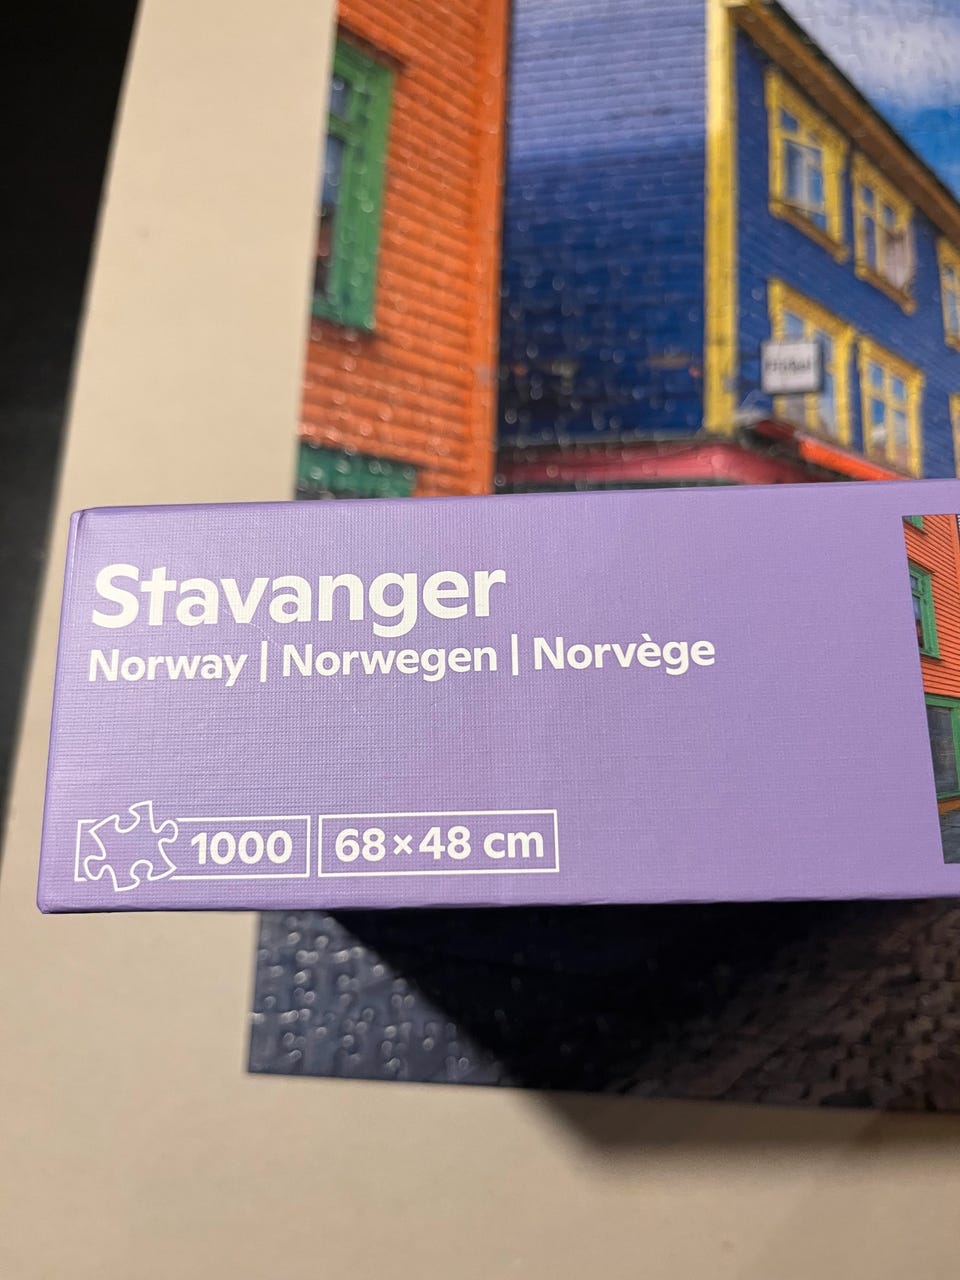 Stavanger
Norway | Norwegen | Norvège
1000 68×48 cm